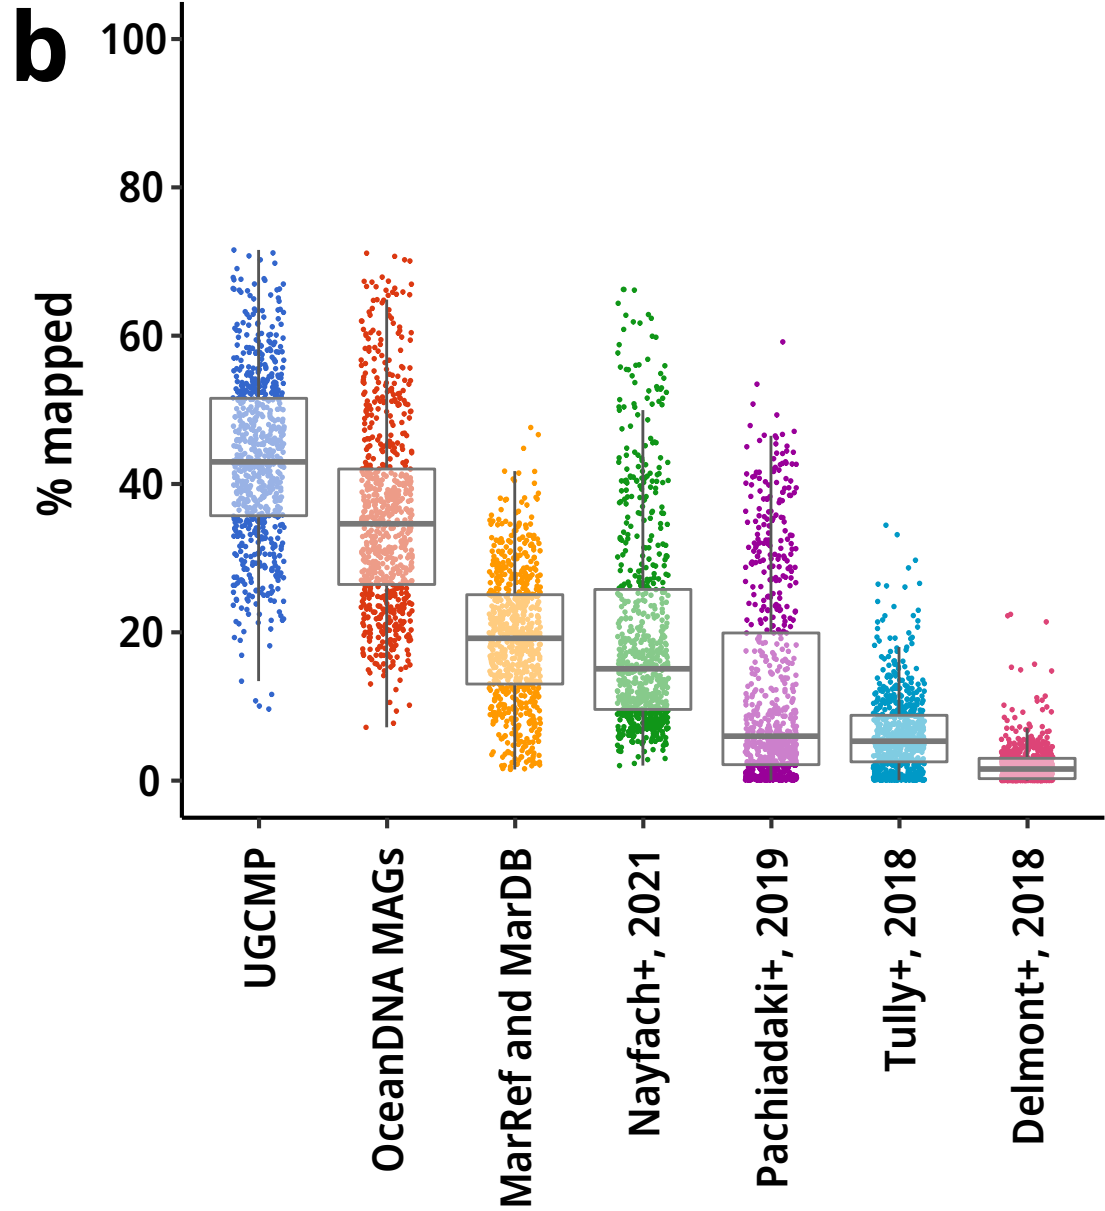 b
100
80
60
40
20
0
% mapped
UGCMP
OceanDNA MAGs
MarRef and MarDB
Nayfach+, 2021
Pachiadaki+, 2019
Tully+, 2018
Delmont+, 2018